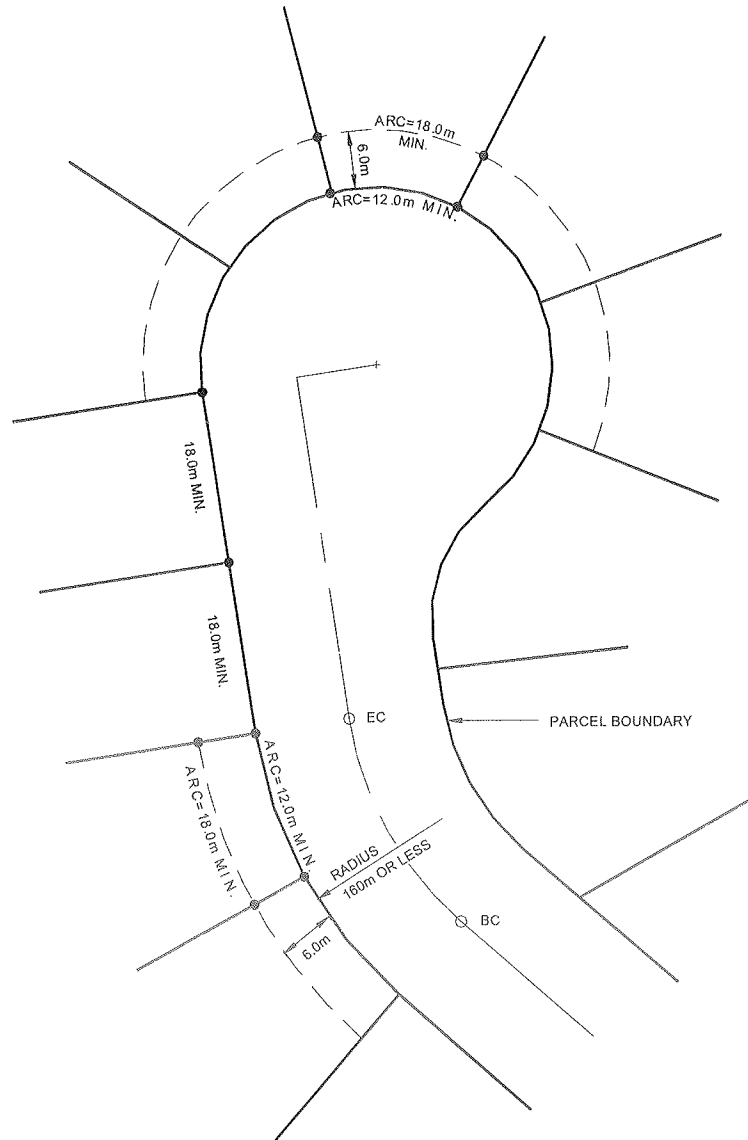 ARC=18.0m
MIN.
6.0m
ARC=12.0m MIN.
18.0m MIN.
18.0m MIN.
EC
PARCEL BOUNDARY
ARC=12.0m MIN.
ARC=18.0m MIN.
RADIUS
160m OR LESS
BC
6.0m